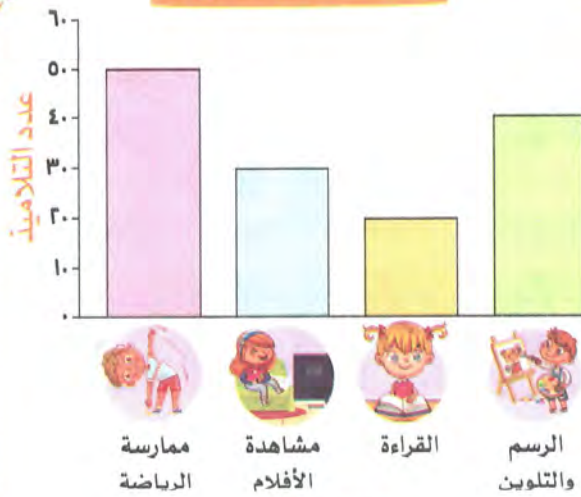 ٦٠
٥٠
٤٠
٣٠
٢٠
١٠
٠
عدد التلاميذ
ممارسة
الرياضة
مشاهدة
الأفلام
القراءة
الرسم
والتلوين